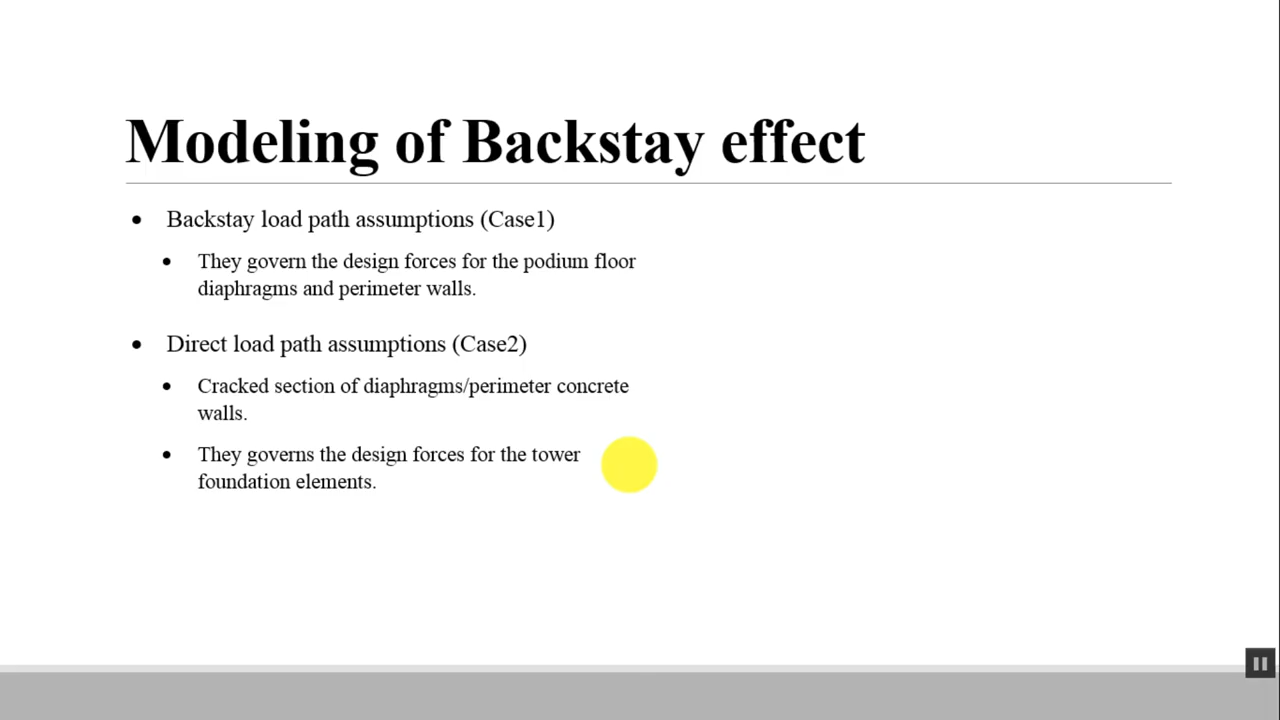 Modeling of Backstay effect
• Backstay load path assumptions (Case1)
• They govern the design forces for the podium floor
diaphragms and perimeter walls.
• Direct load path assumptions (Case2)
• Cracked section of diaphragms/perimeter concrete
walls.
• They governs the design forces for the tower
foundation elements.